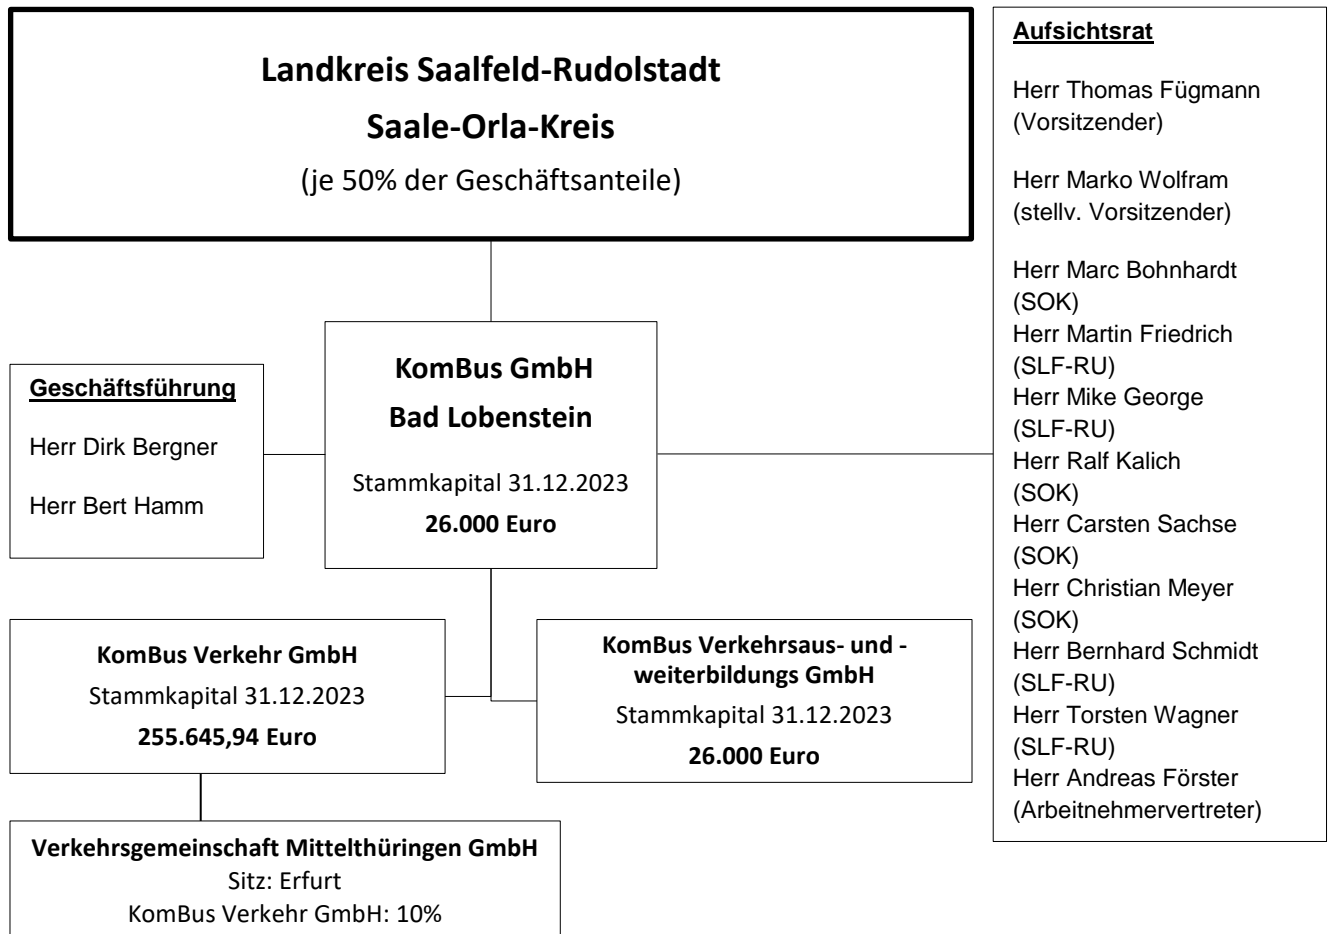 Landkreis Saalfeld-Rudolstadt
Saale-Orla-Kreis
(je 50% der Geschäftsanteile)
Aufsichtsrat
Herr Thomas Fügmann
(Vorsitzender)
Herr Marko Wolfram
(stellv. Vorsitzender)
Herr Marc Bohnhardt
(SOK)
Herr Martin Friedrich
(SLF-RU)
Herr Mike George
(SLF-RU)
Herr Ralf Kalich
(SOK)
Herr Carsten Sachse
(SOK)
Herr Christian Meyer
(SOK)
Herr Bernhard Schmidt
(SLF-RU)
Herr Torsten Wagner
(SLF-RU)
Herr Andreas Förster
(Arbeitnehmervertreter)
Geschäftsführung
Herr Dirk Bergner
Herr Bert Hamm
KomBus GmbH
Bad Lobenstein
Stammkapital 31.12.2023
26.000 Euro
KomBus Verkehr GmbH
Stammkapital 31.12.2023
255.645,94 Euro
KomBus Verkehrsaus- und -
weiterbildungs GmbH
Stammkapital 31.12.2023
26.000 Euro
Verkehrsgemeinschaft Mittelthüringen GmbH
Sitz: Erfurt
KomBus Verkehr GmbH: 10%